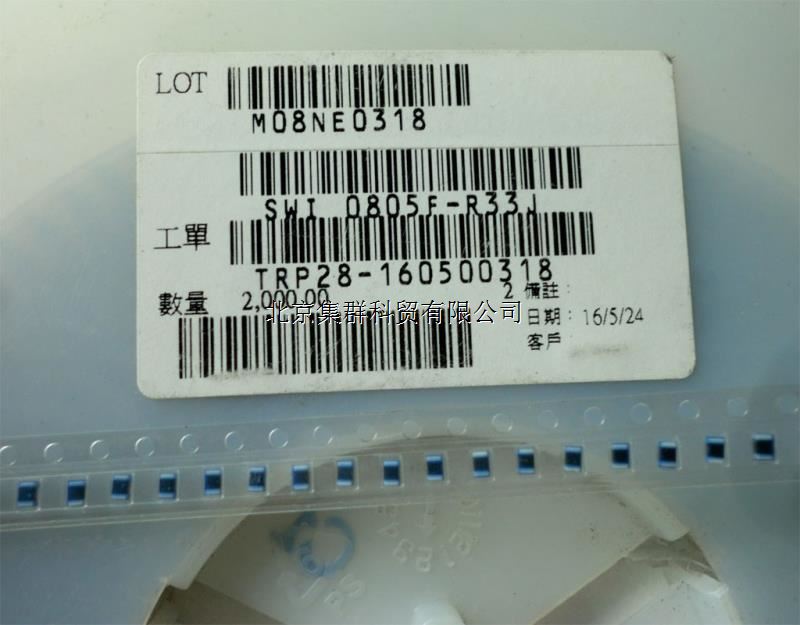 LOT
M08NE0318
SWI 0805F-R33J
工單
TRP28-160500318
數量 2,000.00 2 備註：
北京集群科贸有限公司
日期：16/5/24
客戶